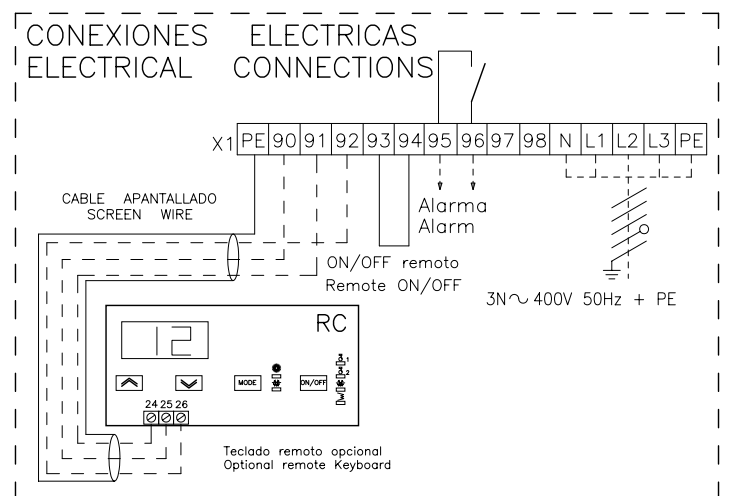 CONEXIONES ELECTRICAS
ELECTRICAL CONNECTIONS
X1 PE 90 91 92 93 94 95 96 97 98 N L1 L2 L3 PE
CABLE APANTALLADO
SCREEN WIRE
Alarma
Alarm
ON/OFF remoto
Remote ON/OFF
3N~ 400V 50Hz + PE
RC
12
MODE
ON/OFF
24 25 26
Teclado remoto opcional
Optional remote Keyboard